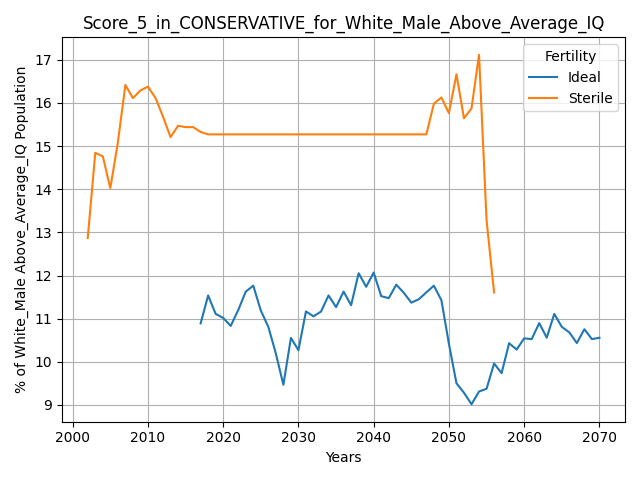 Score_5_in_CONSERVATIVE_for_White_Male_Above_Average_IQ
% of White_Male Above_Average_IQ Population
17
16
15
14
13
12
11
10
9
Fertility
Ideal
Sterile
2000 2010 2020 2030 2040 2050 2060 2070
Years